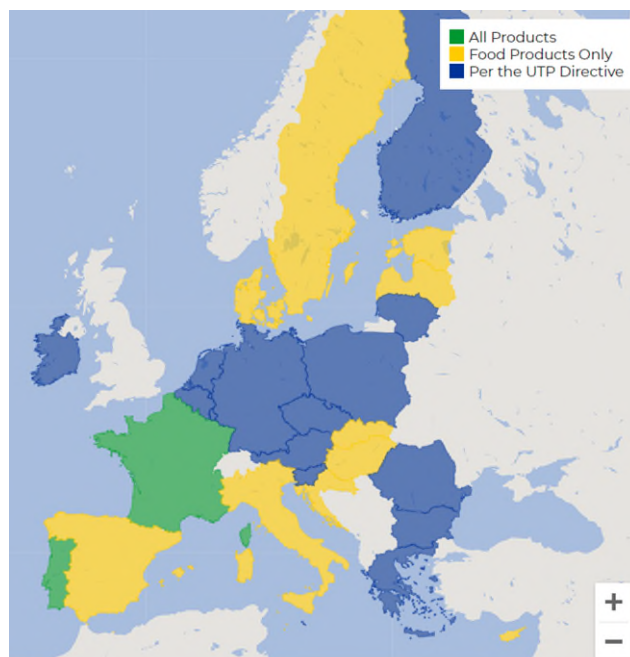 All Products
Food Products Only
Per the UTP Directive
+
−